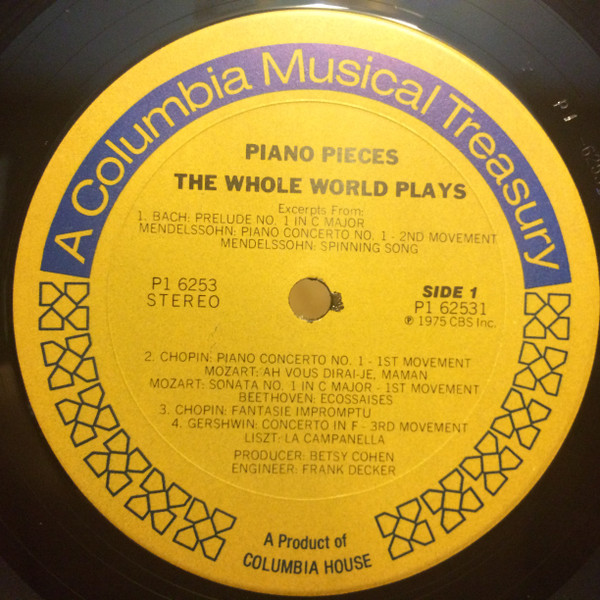 A Columbia Musical Treasury
PIANO PIECES
THE WHOLE WORLD PLAYS
Excerpts From:
1. BACH: PRELUDE NO. 1 IN C MAJOR
MENDELSSOHN: PIANO CONCERTO NO. 1 - 2ND MOVEMENT
MENDELSSOHN: SPINNING SONG
P1 6253
STEREO
SIDE 1
P1 62531
℗ 1975 CBS Inc.
2. CHOPIN: PIANO CONCERTO NO. 1 - 1ST MOVEMENT
MOZART: AH VOUS DIRAI-JE, MAMAN
MOZART: SONATA NO. 1 IN C MAJOR - 1ST MOVEMENT
BEETHOVEN: ECOSSAISES
3. CHOPIN: FANTASIE IMPROMPTU
4. GERSHWIN: CONCERTO IN F - 3RD MOVEMENT
LISZT: LA CAMPANELLA
PRODUCER: BETSY COHEN
ENGINEER: FRANK DECKER
A Product of
COLUMBIA HOUSE